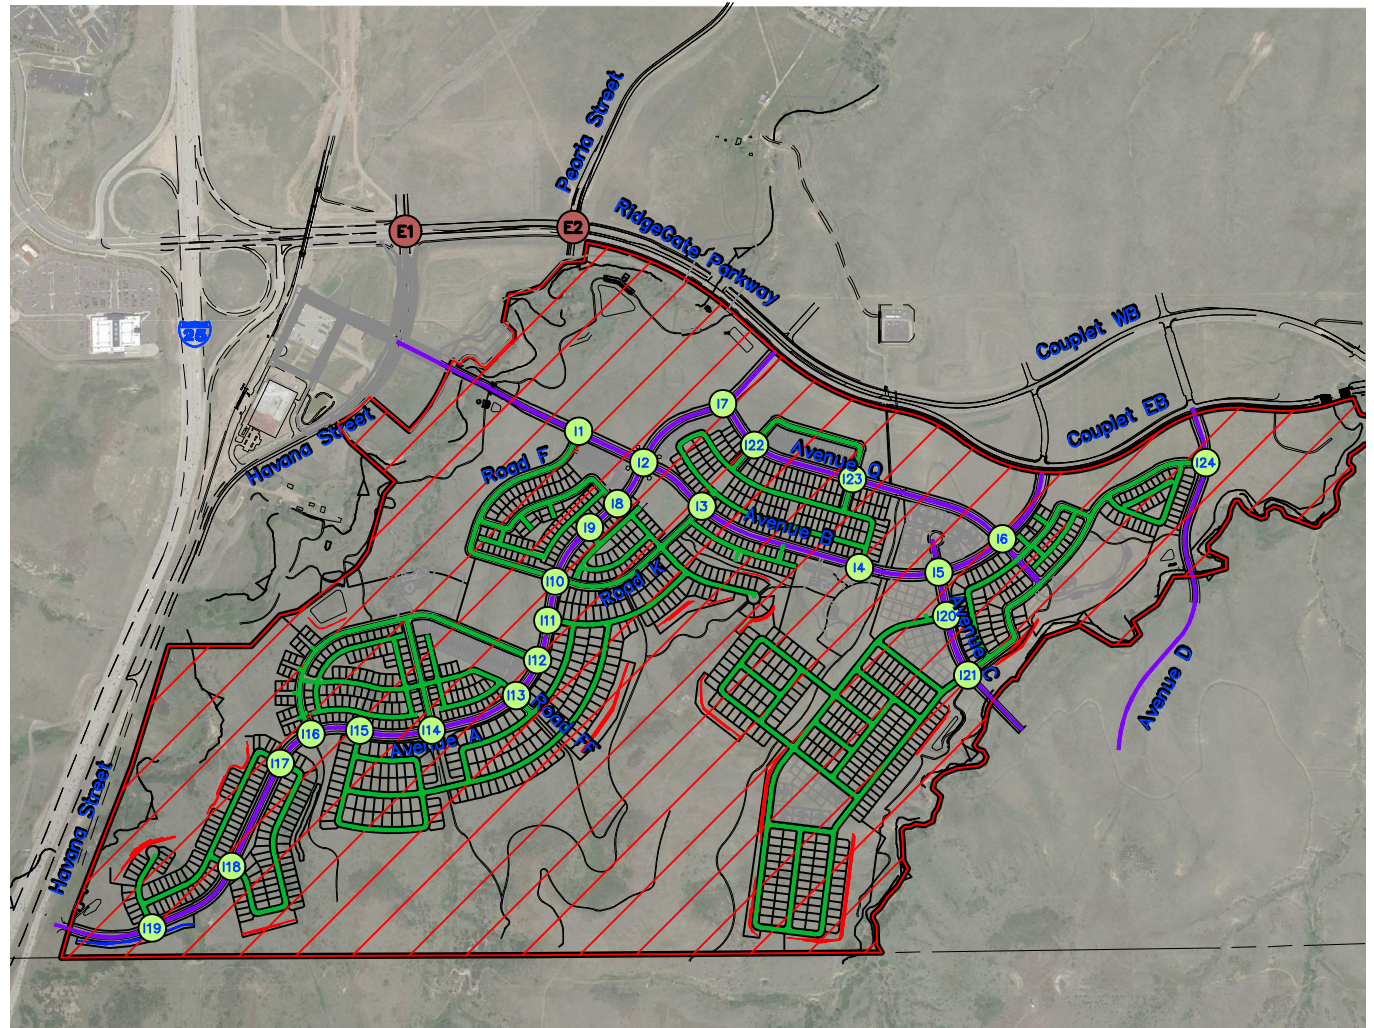 Peoria Street
RidgeGate Parkway
E1
E2
25
Couplet WB
Couplet EB
Havana Street
Road F
I1
I2
I7
I22
Avenue O
I23
I24
I8
I3
Avenue B
I9
I6
I4
I5
I10
Road K
I11
I20
Avenue C
I12
I21
I13
Road FF
Avenue D
I16
I15
I14
Avenue A
I17
Havana Street
I18
I19